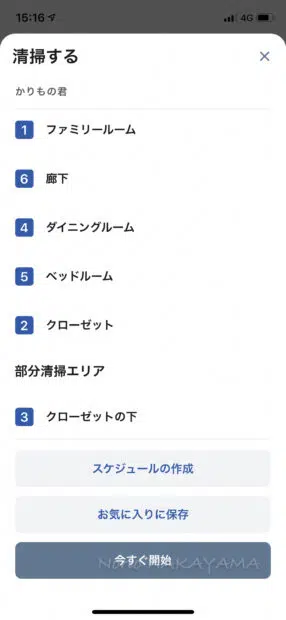 15:16
4G
清掃する
かりもの君
1 ファミリールーム
6 廊下
4 ダイニングルーム
5 ベッドルーム
2 クローゼット
部分清掃エリア
3 クローゼットの下
スケジュールの作成
お気に入りに保存
今すぐ開始